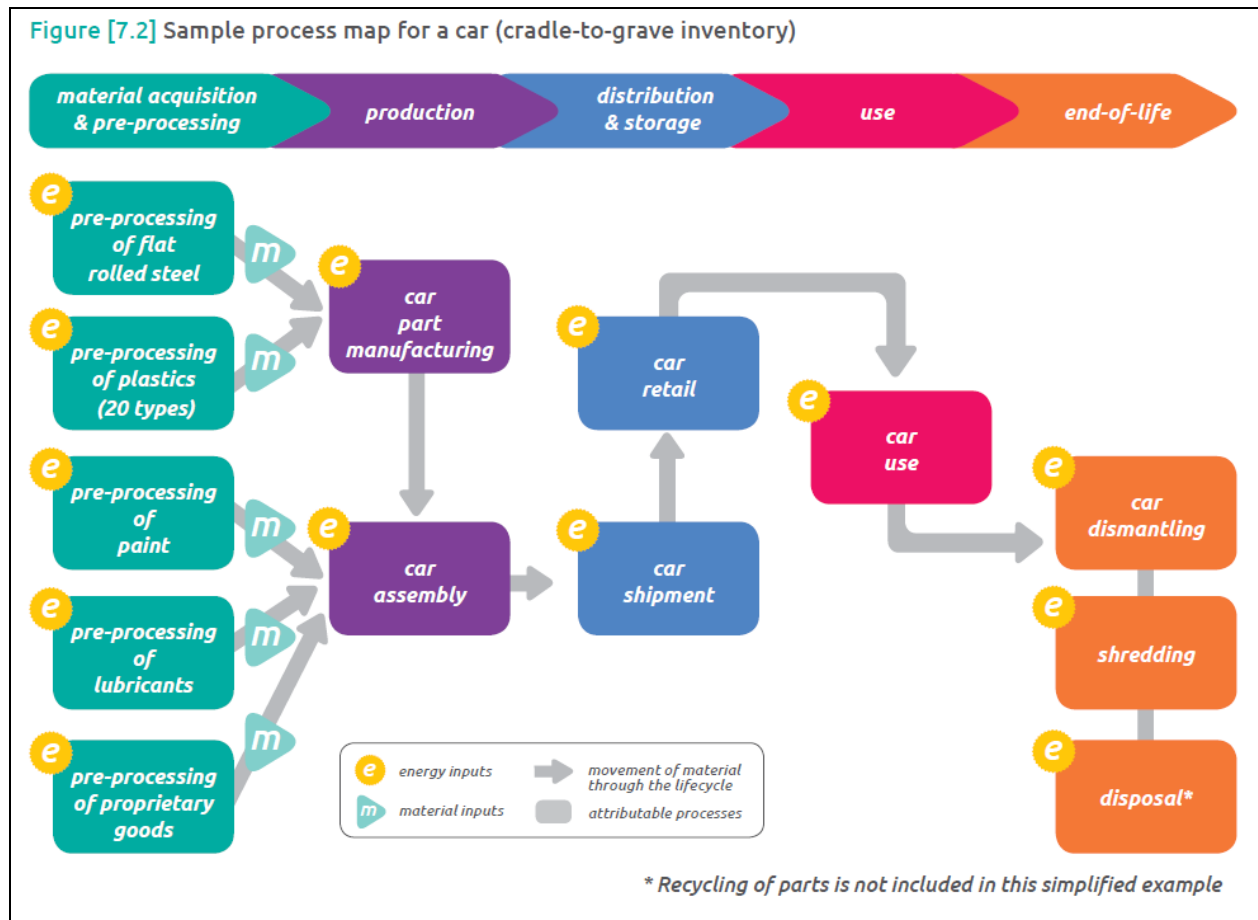 Figure [7.2] Sample process map for a car (cradle-to-grave inventory)
material acquisition
& pre-processing
production
distribution
& storage
use
end-of-life
e
pre-processing
of flat
rolled steel
m
e
pre-processing
of plastics
(20 types)
m
e
pre-processing
of
paint
m
e
pre-processing
of
lubricants
m
e
pre-processing
of proprietary
goods
m
e
car
part
manufacturing
e
car
assembly
e
car
retail
e
car
shipment
e
car
use
e
car
dismantling
e
shredding
e
disposal*
e energy inputs
m material inputs
movement of material
through the lifecycle
attributable processes
* Recycling of parts is not included in this simplified example